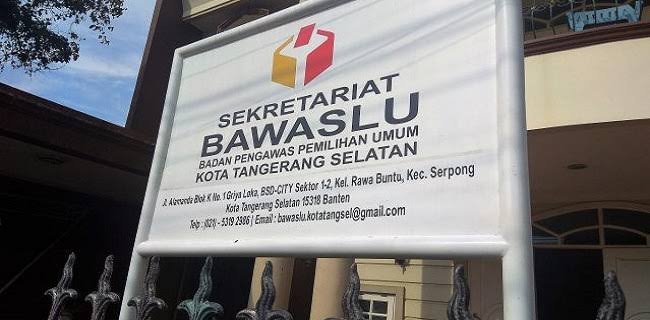 SEKRETARIAT
BAWASLU
BADAN PENGAWAS PEMILIHAN UMUM
KOTA TANGERANG SELATAN
Jl. Alamanda Blok K No. 1 Griya Loka, BSD-CITY Sektor 1-2, Kel. Rawa Buntu, Kec. Serpong
Kota Tangerang Selatan 15318 Banten
Telp : (021) - 5319 2986 | Email : bawaslu.kotatangsel@gmail.com